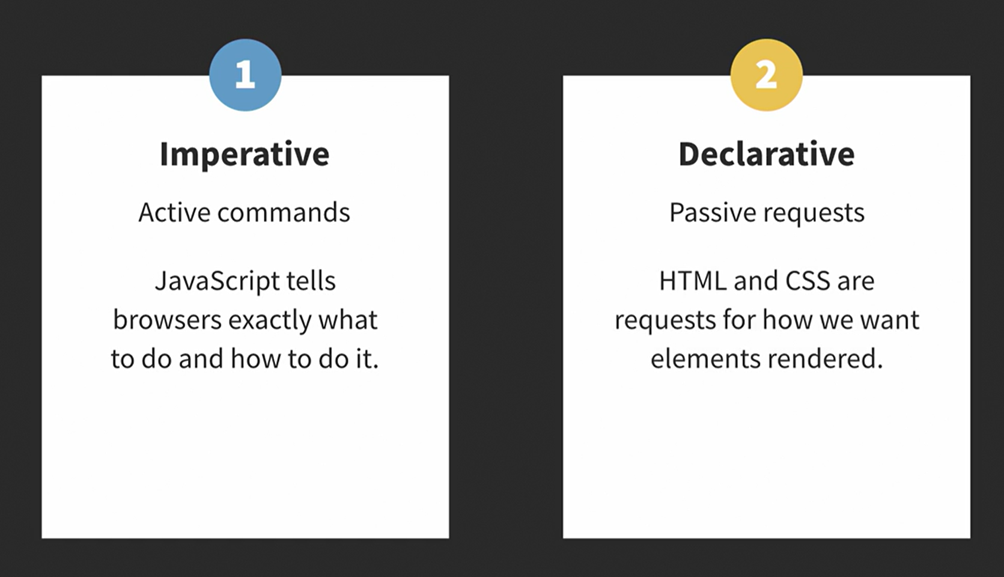 1
Imperative
Active commands
JavaScript tells
browsers exactly what
to do and how to do it.
2
Declarative
Passive requests
HTML and CSS are
requests for how we want
elements rendered.